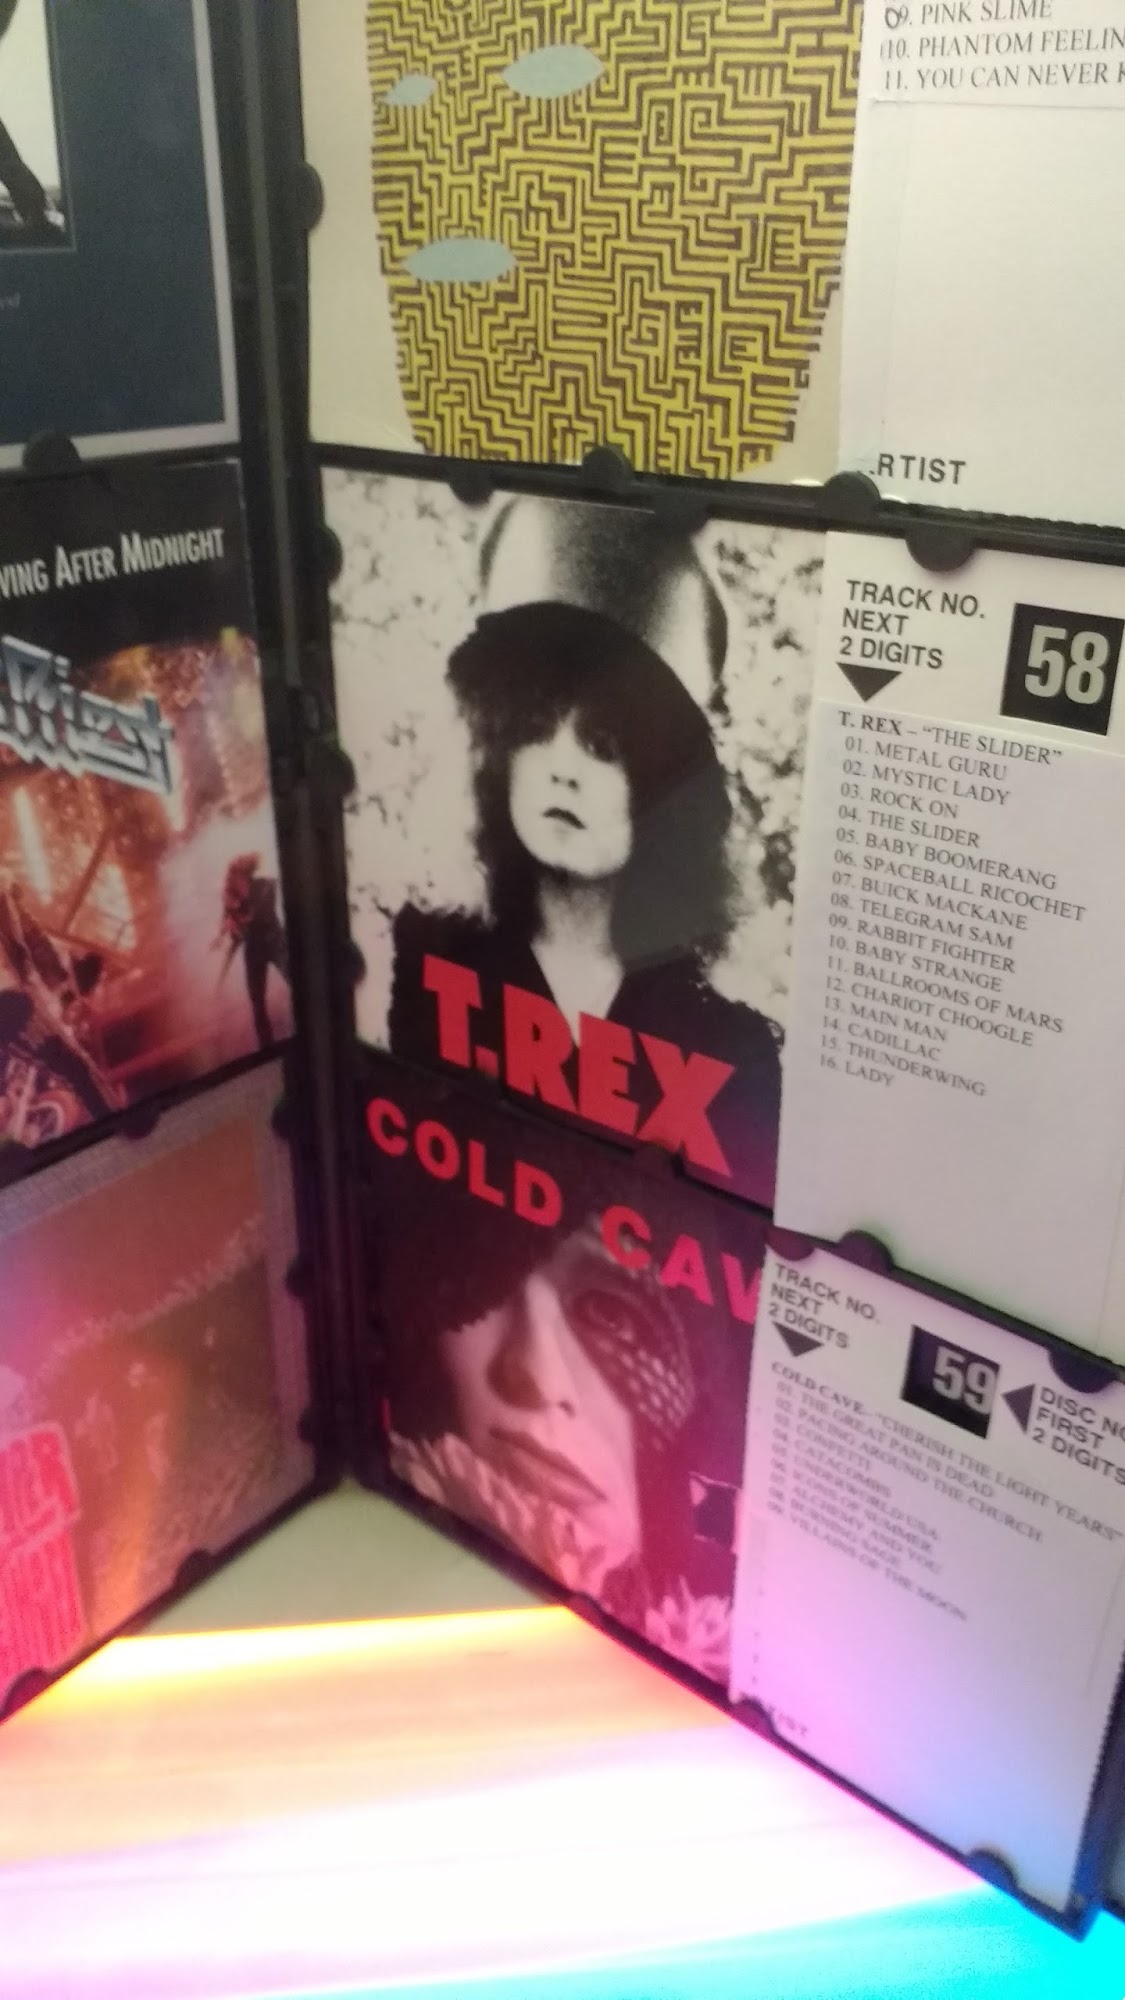 09. PINK SLIME
10. PHANTOM FEELIN
11. YOU CAN NEVER K
RTIST
VING AFTER MIDNIGHT
Priest
T.REX
TRACK NO.
NEXT
2 DIGITS
58
T. REX – "THE SLIDER"
01. METAL GURU
02. MYSTIC LADY
03. ROCK ON
04. THE SLIDER
05. BABY BOOMERANG
06. SPACEBALL RICOCHET
07. BUICK MACKANE
08. TELEGRAM SAM
09. RABBIT FIGHTER
10. BABY STRANGE
11. BALLROOMS OF MARS
12. CHARIOT CHOOGLE
13. MAIN MAN
14. CADILLAC
15. THUNDERWING
16. LADY
COLD CAV
TRACK NO.
NEXT
2 DIGITS
59
DISC NO
FIRST
2 DIGITS
COLD CAVE – "CHERISH THE LIGHT YEARS"
01. THE GREAT PAN IS DEAD
02. PACING AROUND THE CHURCH
03. CONFETTI
04. CATACOMBS
05. UNDERWORLD USA
06. ICONS OF SUMMER
07. ALCHEMY AND YOU
08. BURNING SAGE
09. VILLAINS OF THE MOON
TIST